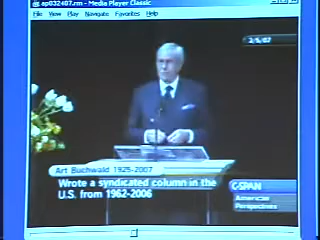 ap032407.rm - Media Player Classic
File View Play Navigate Favorites Help
3/5/07
Art Buchwald 1925-2007
Wrote a syndicated column in the
U.S. from 1962-2006
C-SPAN
American
Perspectives